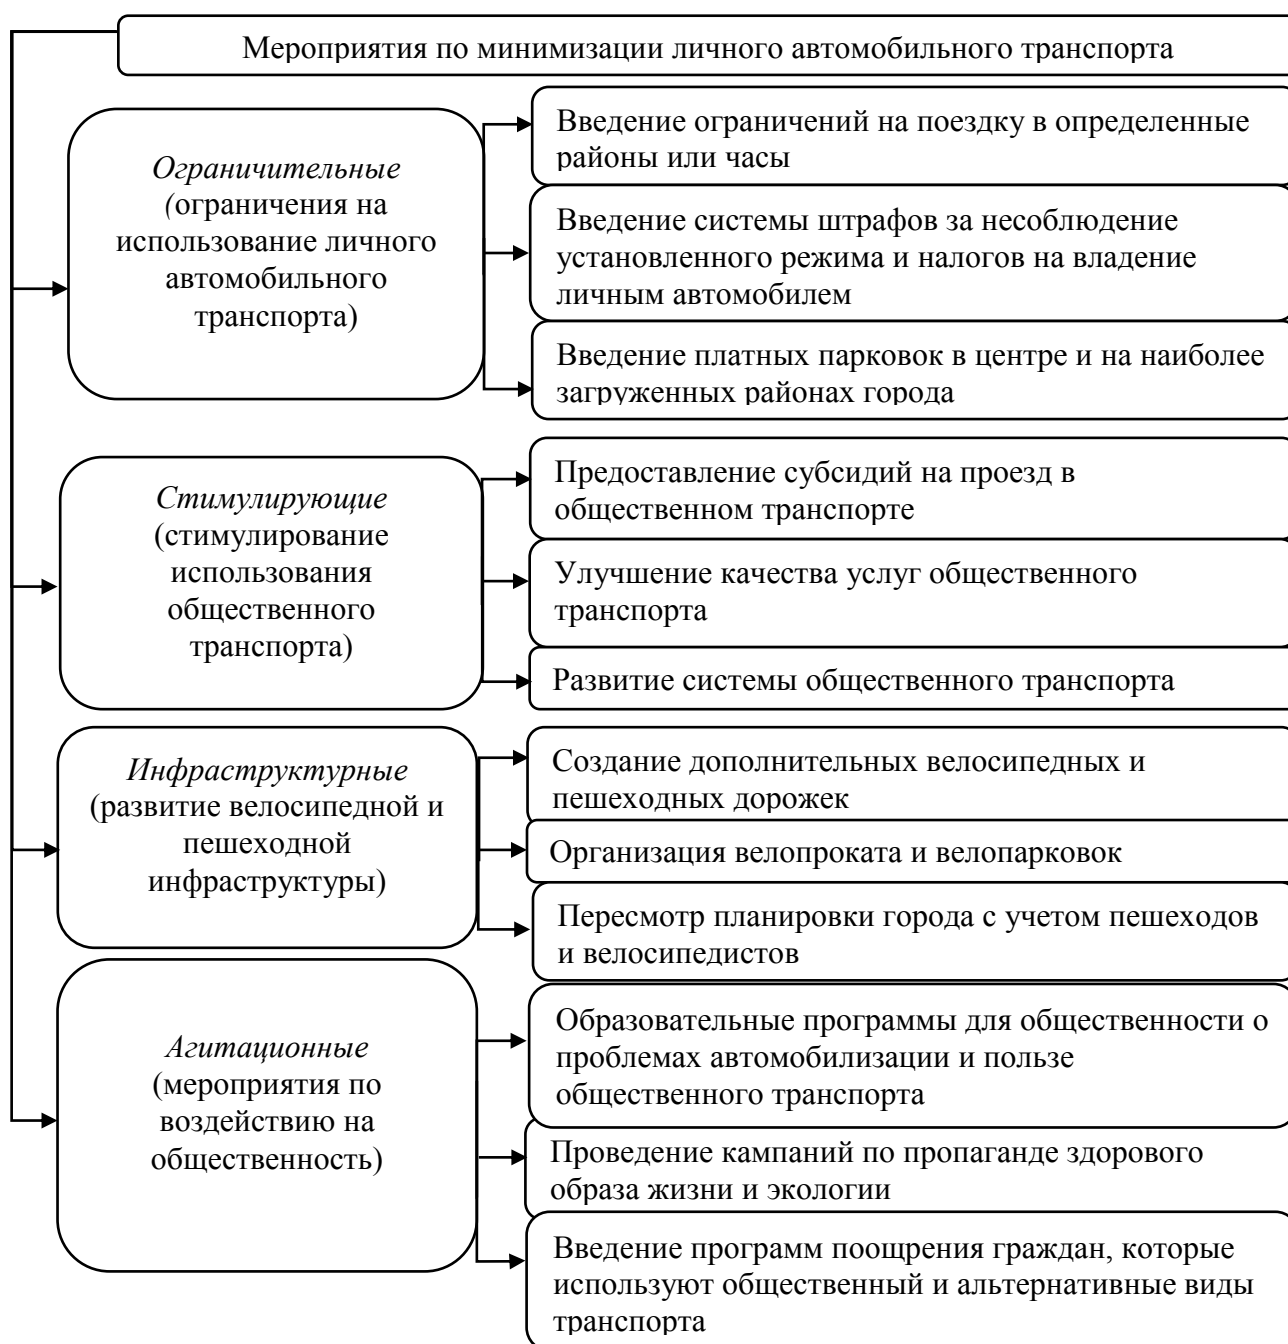 Мероприятия по минимизации личного автомобильного транспорта
Ограничительные
(ограничения на
использование личного
автомобильного
транспорта)
Введение ограничений на поездку в определенные
районы или часы
Введение системы штрафов за несоблюдение
установленного режима и налогов на владение
личным автомобилем
Введение платных парковок в центре и на наиболее
загруженных районах города
Стимулирующие
(стимулирование
использования
общественного
транспорта)
Предоставление субсидий на проезд в
общественном транспорте
Улучшение качества услуг общественного
транспорта
Развитие системы общественного транспорта
Инфраструктурные
(развитие велосипедной и
пешеходной
инфраструктуры)
Создание дополнительных велосипедных и
пешеходных дорожек
Организация велопроката и велопарковок
Пересмотр планировки города с учетом пешеходов
и велосипедистов
Агитационные
(мероприятия по
воздействию на
общественность)
Образовательные программы для общественности о
проблемах автомобилизации и пользе
общественного транспорта
Проведение кампаний по пропаганде здорового
образа жизни и экологии
Введение программ поощрения граждан, которые
используют общественный и альтернативные виды
транспорта